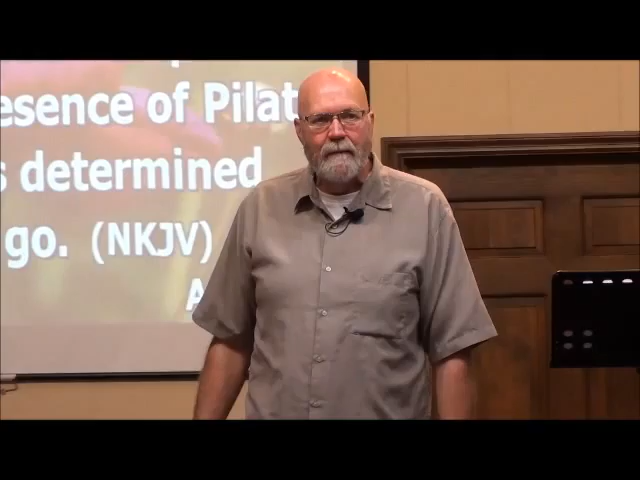 esence of Pilat
s determined
go. (NKJV)
A